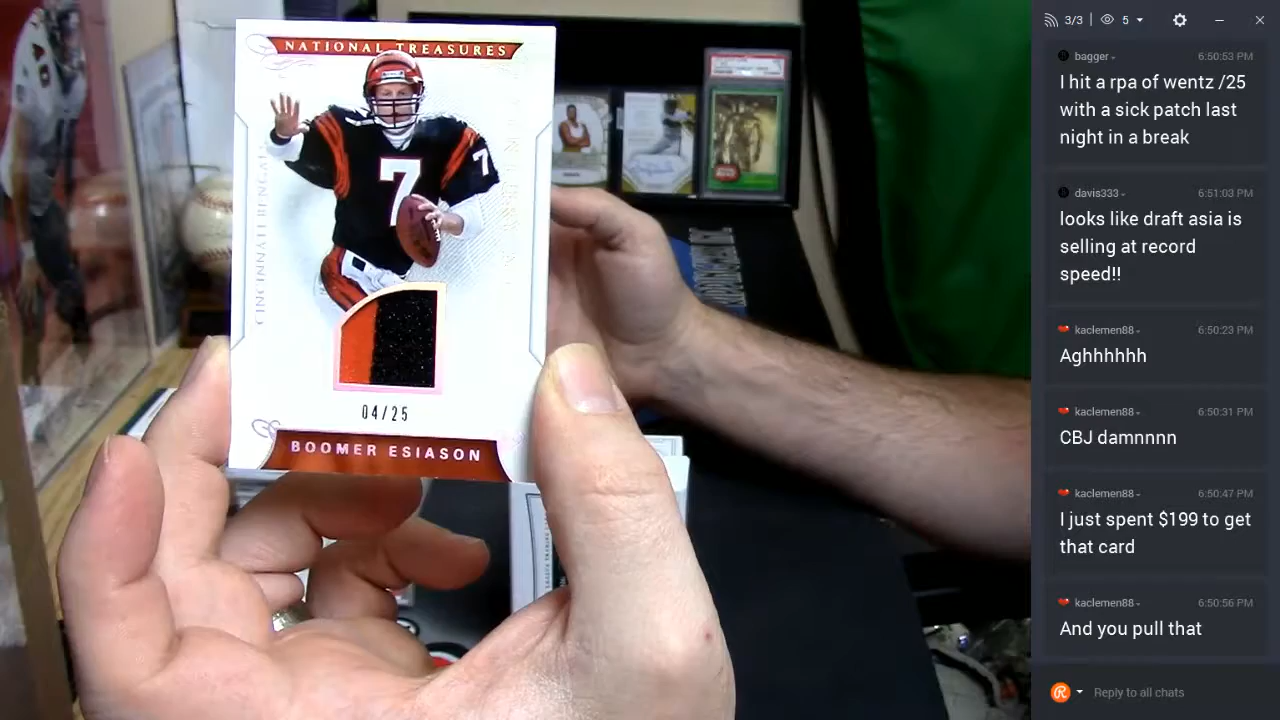 NATIONAL TREASURES
CINCINNATI BENGALS
7
7
04/25
BOOMER ESIASON
3/3
5
bagger
6:50:53 PM
I hit a rpa of wentz /25
with a sick patch last
night in a break
davis333
6:51:03 PM
looks like draft asia is
selling at record
speed!!
kaclemen88
6:50:23 PM
Aghhhhhh
kaclemen88
6:50:31 PM
CBJ damnnnn
kaclemen88
6:50:47 PM
I just spent $199 to get
that card
kaclemen88
6:50:56 PM
And you pull that
Reply to all chats